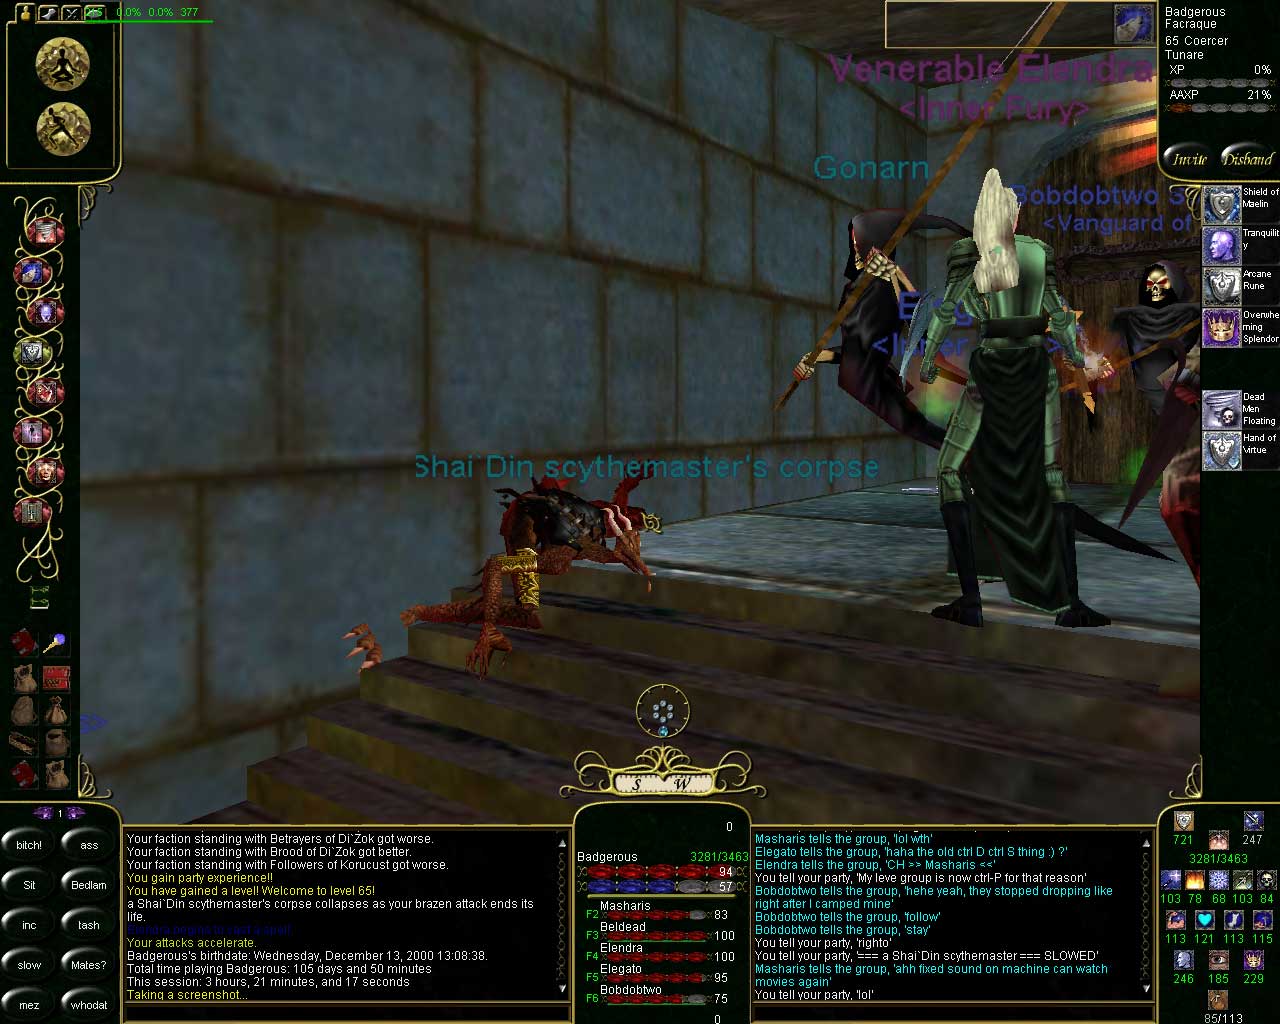 0.0% 0.0% 377
Badgerous
Facraque
65 Coercer
Tunare
XP 0%
AAXP 21%
Invite Disband
Venerable Elendra
<Inner Fury>
Gonarn
Bobdobtwo
<Vanguard of
<Inner
Shai`Din scythemaster's corpse
Shield of
Maelin
Tranquilit
y
Arcane
Rune
Overwhe
ming
Splendor
Dead
Men
Floating
Hand of
Virtue
S W
1
bitch! ass
Sit Bedlam
inc tash
slow Mates?
mez whodat
Your faction standing with Betrayers of Di`Zok got worse.
Your faction standing with Brood of Di`Zok got better.
Your faction standing with Followers of Korucust got worse.
You gain party experience!!
You have gained a level! Welcome to level 65!
a Shai`Din scythemaster's corpse collapses as your brazen attack ends its
life.
Elendra begins to cast a spell.
Your attacks accelerate.
Badgerous's birthdate: Wednesday, December 13, 2000 13:08:38.
Total time playing Badgerous: 105 days and 50 minutes
This session: 3 hours, 21 minutes, and 17 seconds
Taking a screenshot...
0
Badgerous 3281/3463
94
57
Masharis
F2 83
Beldead
F3 100
Elendra
F4 100
Elegato
F5 95
Bobdobtwo
F6 75
0
Masharis tells the group, 'lol wth'
Elegato tells the group, 'haha the old ctrl D ctrl S thing :) ?'
Elendra tells the group, 'CH >> Masharis <<'
You tell your party, 'My leve group is now ctrl-P for that reason'
Bobdobtwo tells the group, 'hehe yeah, they stopped dropping like
right after I camped mine'
Bobdobtwo tells the group, 'follow'
Bobdobtwo tells the group, 'stay'
You tell your party, 'righto'
You tell your party, '=== a Shai`Din scythemaster === SLOWED'
Masharis tells the group, 'ahh fixed sound on machine can watch
movies again'
You tell your party, 'lol'
721 247
3281/3463
103 78 68 103 84
113 121 113 115
246 185 229
85/113